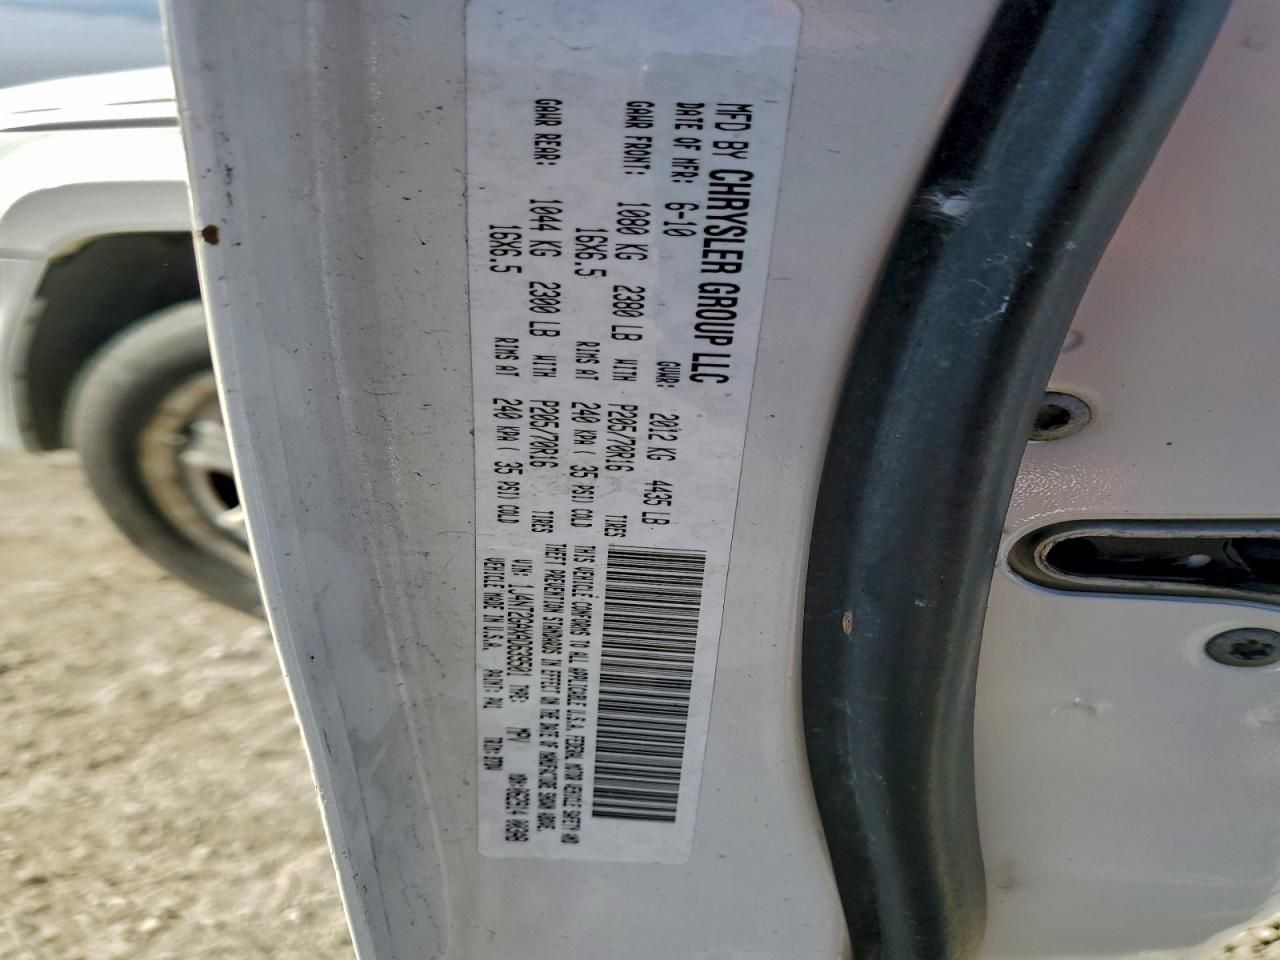 MFD BY CHRYSLER GROUP LLC
DATE OF MFR: 6-10 GVWR: 2012 KG 4435 LB
GAWR FRONT: 1080 KG 2380 LB WITH P205/70R16 TIRES
16X6.5 RIMS AT 240 KPA ( 35 PSI) COLD
GAWR REAR: 1044 KG 2300 LB WITH P205/70R16 TIRES
16X6.5 RIMS AT 240 KPA ( 35 PSI) COLD
THIS VEHICLE CONFORMS TO ALL APPLICABLE U.S.A. FEDERAL MOTOR VEHICLE SAFETY AND
THEFT PREVENTION STANDARDS IN EFFECT ON THE DATE OF MANUFACTURE SHOWN ABOVE.
VIN: TYPE: MPV
VEHICLE MADE IN U.S.A. PAINT: TRIM: